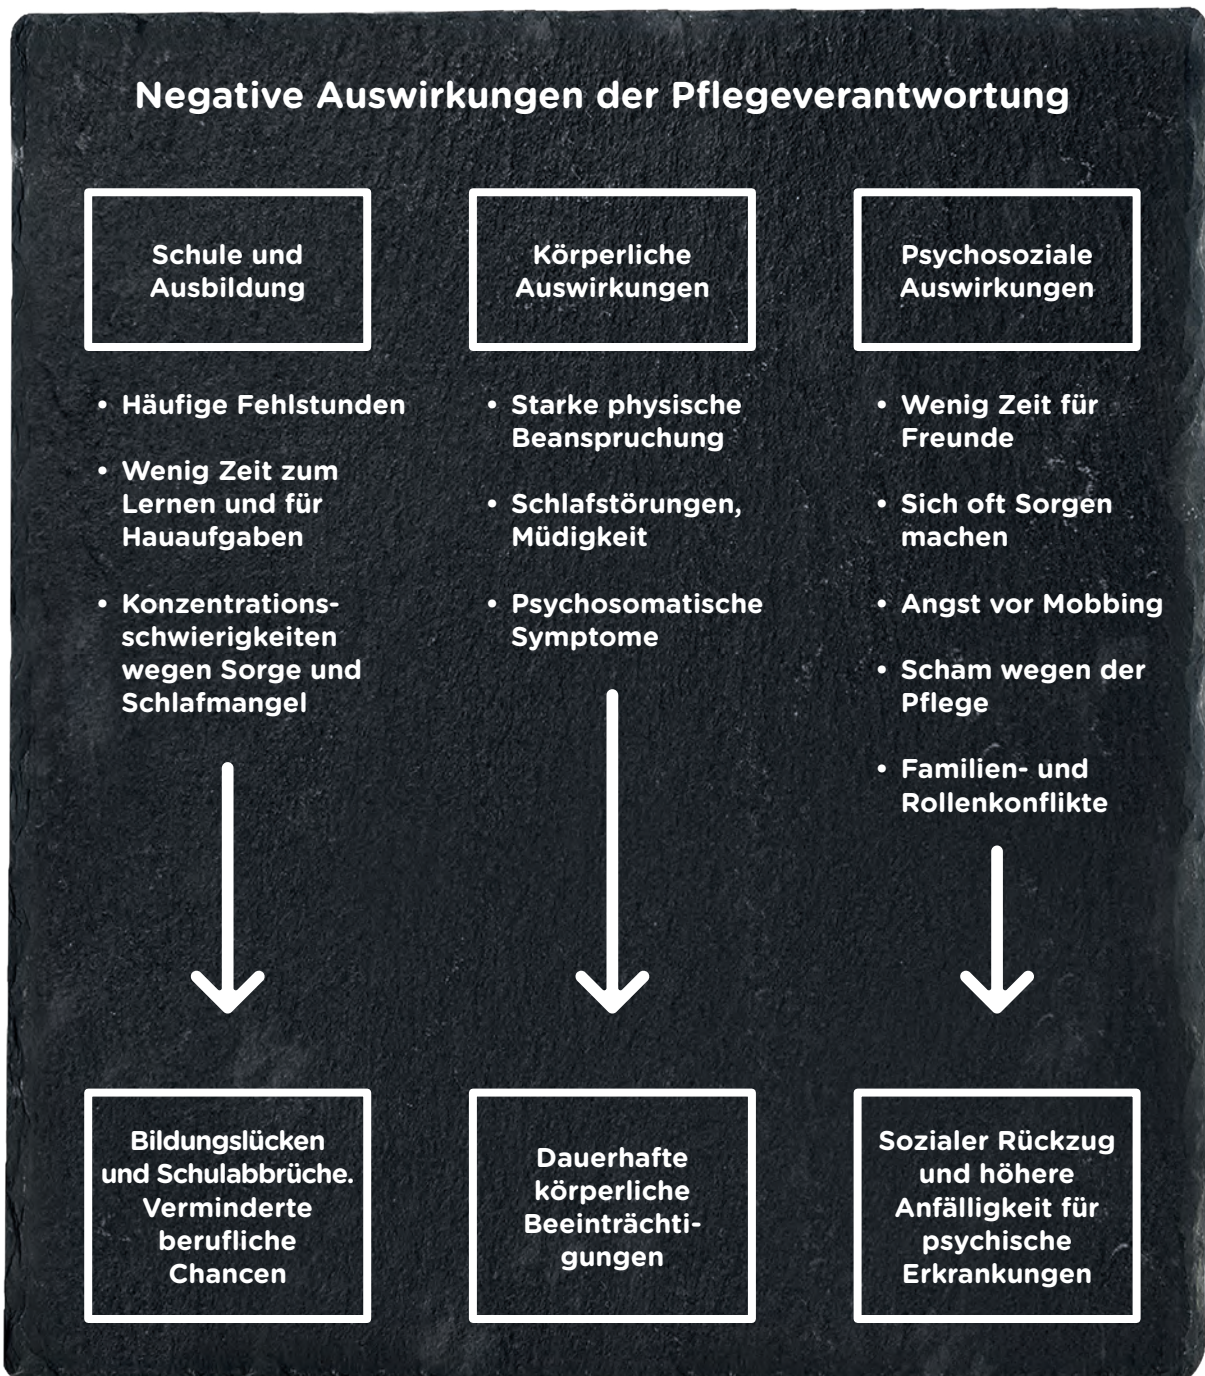 Negative Auswirkungen der Pflegeverantwortung
Schule und
Ausbildung
• Häufige Fehlstunden
• Wenig Zeit zum
Lernen und für
Hauaufgaben
• Konzentrations-
schwierigkeiten
wegen Sorge und
Schlafmangel
Bildungslücken
und Schulabbrüche.
Verminderte
berufliche
Chancen
Körperliche
Auswirkungen
• Starke physische
Beanspruchung
• Schlafstörungen,
Müdigkeit
• Psychosomatische
Symptome
Dauerhafte
körperliche
Beeinträchti-
gungen
Psychosoziale
Auswirkungen
• Wenig Zeit für
Freunde
• Sich oft Sorgen
machen
• Angst vor Mobbing
• Scham wegen der
Pflege
• Familien- und
Rollenkonflikte
Sozialer Rückzug
und höhere
Anfälligkeit für
psychische
Erkrankungen